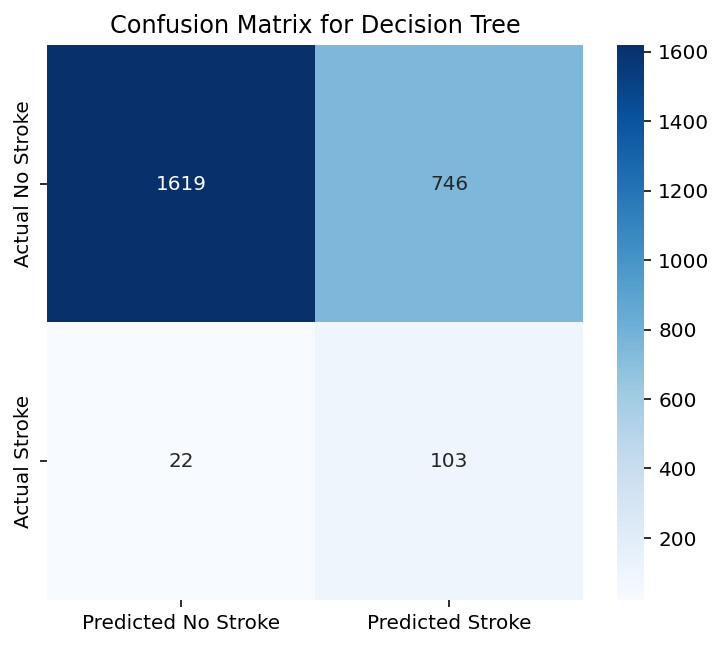 Confusion Matrix for Decision Tree
Actual No Stroke
Actual Stroke
1619
746
22
103
Predicted No Stroke
Predicted Stroke
1600
1400
1200
1000
800
600
400
200